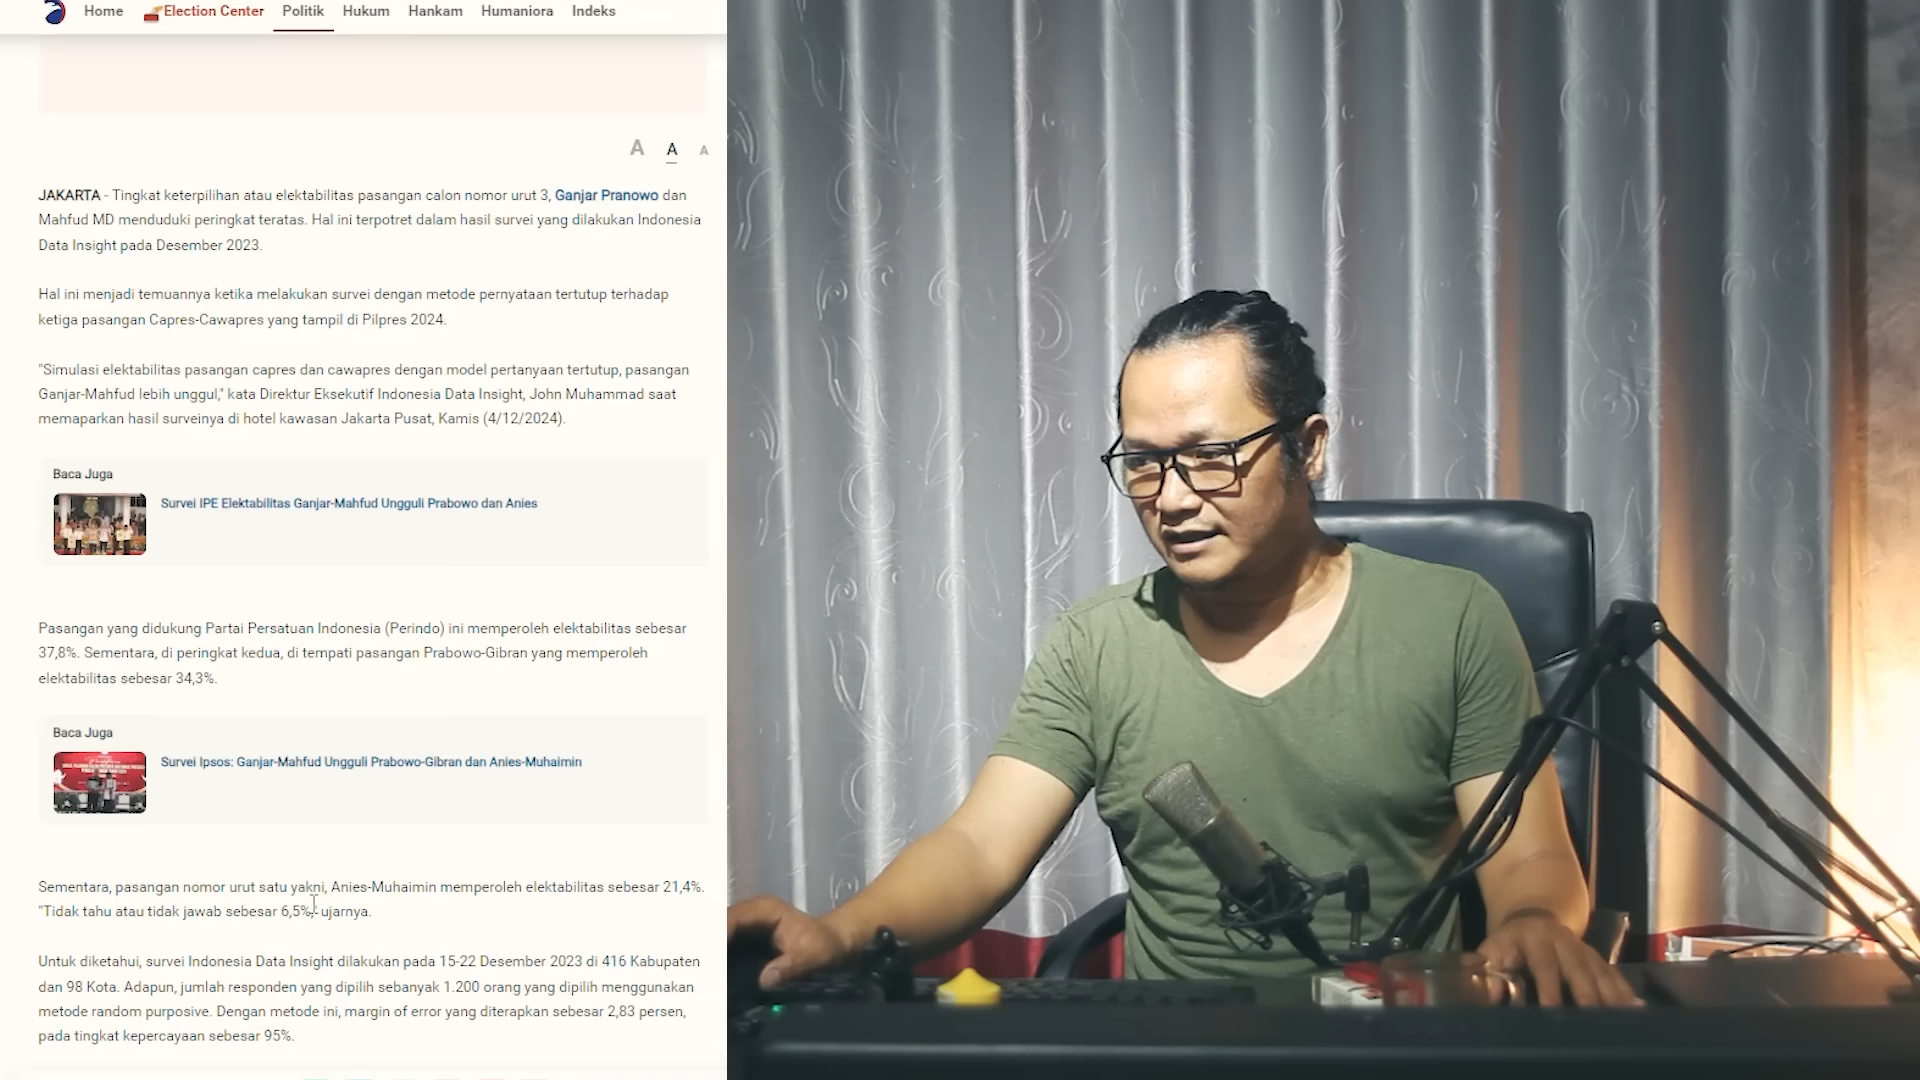 Home Election Center Politik Hukum Hankam Humaniora Indeks
A A A
JAKARTA - Tingkat keterpilihan atau elektabilitas pasangan calon nomor urut 3, Ganjar Pranowo dan
Mahfud MD menduduki peringkat teratas. Hal ini terpotret dalam hasil survei yang dilakukan Indonesia
Data Insight pada Desember 2023.
Hal ini menjadi temuannya ketika melakukan survei dengan metode pernyataan tertutup terhadap
ketiga pasangan Capres-Cawapres yang tampil di Pilpres 2024.
"Simulasi elektabilitas pasangan capres dan cawapres dengan model pertanyaan tertutup, pasangan
Ganjar-Mahfud lebih unggul," kata Direktur Eksekutif Indonesia Data Insight, John Muhammad saat
memaparkan hasil surveinya di hotel kawasan Jakarta Pusat, Kamis (4/12/2024).
Baca Juga
Survei IPE Elektabilitas Ganjar-Mahfud Ungguli Prabowo dan Anies
Pasangan yang didukung Partai Persatuan Indonesia (Perindo) ini memperoleh elektabilitas sebesar
37,8%. Sementara, di peringkat kedua, di tempati pasangan Prabowo-Gibran yang memperoleh
elektabilitas sebesar 34,3%.
Baca Juga
Survei Ipsos: Ganjar-Mahfud Ungguli Prabowo-Gibran dan Anies-Muhaimin
Sementara, pasangan nomor urut satu yakni, Anies-Muhaimin memperoleh elektabilitas sebesar 21,4%.
"Tidak tahu atau tidak jawab sebesar 6,5%," ujarnya.
Untuk diketahui, survei Indonesia Data Insight dilakukan pada 15-22 Desember 2023 di 416 Kabupaten
dan 98 Kota. Adapun, jumlah responden yang dipilih sebanyak 1.200 orang yang dipilih menggunakan
metode random purposive. Dengan metode ini, margin of error yang diterapkan sebesar 2,83 persen,
pada tingkat kepercayaan sebesar 95%.